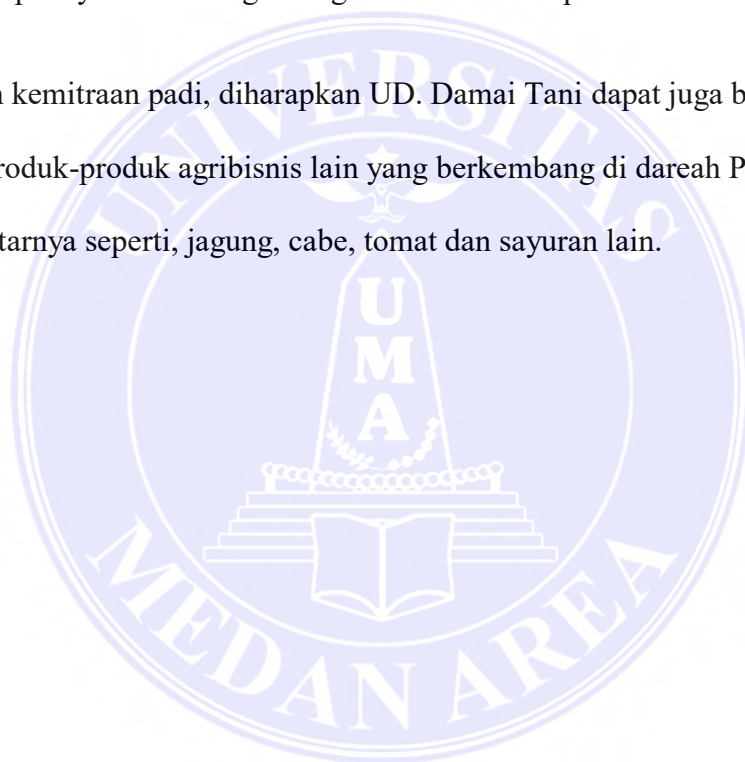 kemitraan padi, diharapkan UD. Damai Tani dapat juga b
roduk-produk agribisnis lain yang berkembang di dareah P
tarnya seperti, jagung, cabe, tomat dan sayuran lain.
UNIVERSITAS
UMA
MEDAN AREA